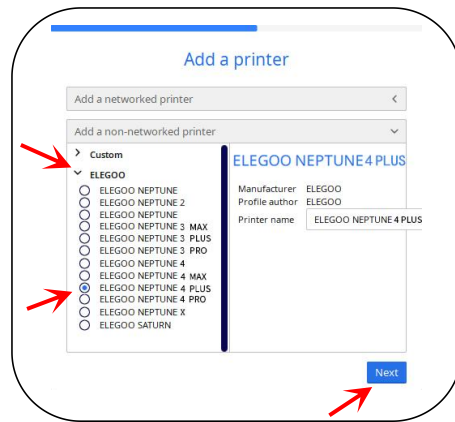 Add a printer
Add a networked printer
Add a non-networked printer
Custom
ELEGOO
ELEGOO NEPTUNE
ELEGOO NEPTUNE 2
ELEGOO NEPTUNE
ELEGOO NEPTUNE 3 MAX
ELEGOO NEPTUNE 3 PLUS
ELEGOO NEPTUNE 3 PRO
ELEGOO NEPTUNE 4
ELEGOO NEPTUNE 4 MAX
ELEGOO NEPTUNE 4 PLUS
ELEGOO NEPTUNE 4 PRO
ELEGOO NEPTUNE X
ELEGOO SATURN
ELEGOO NEPTUNE4 PLUS
Manufacturer ELEGOO
Profile author ELEGOO
Printer name ELEGOO NEPTUNE 4 PLUS
Next